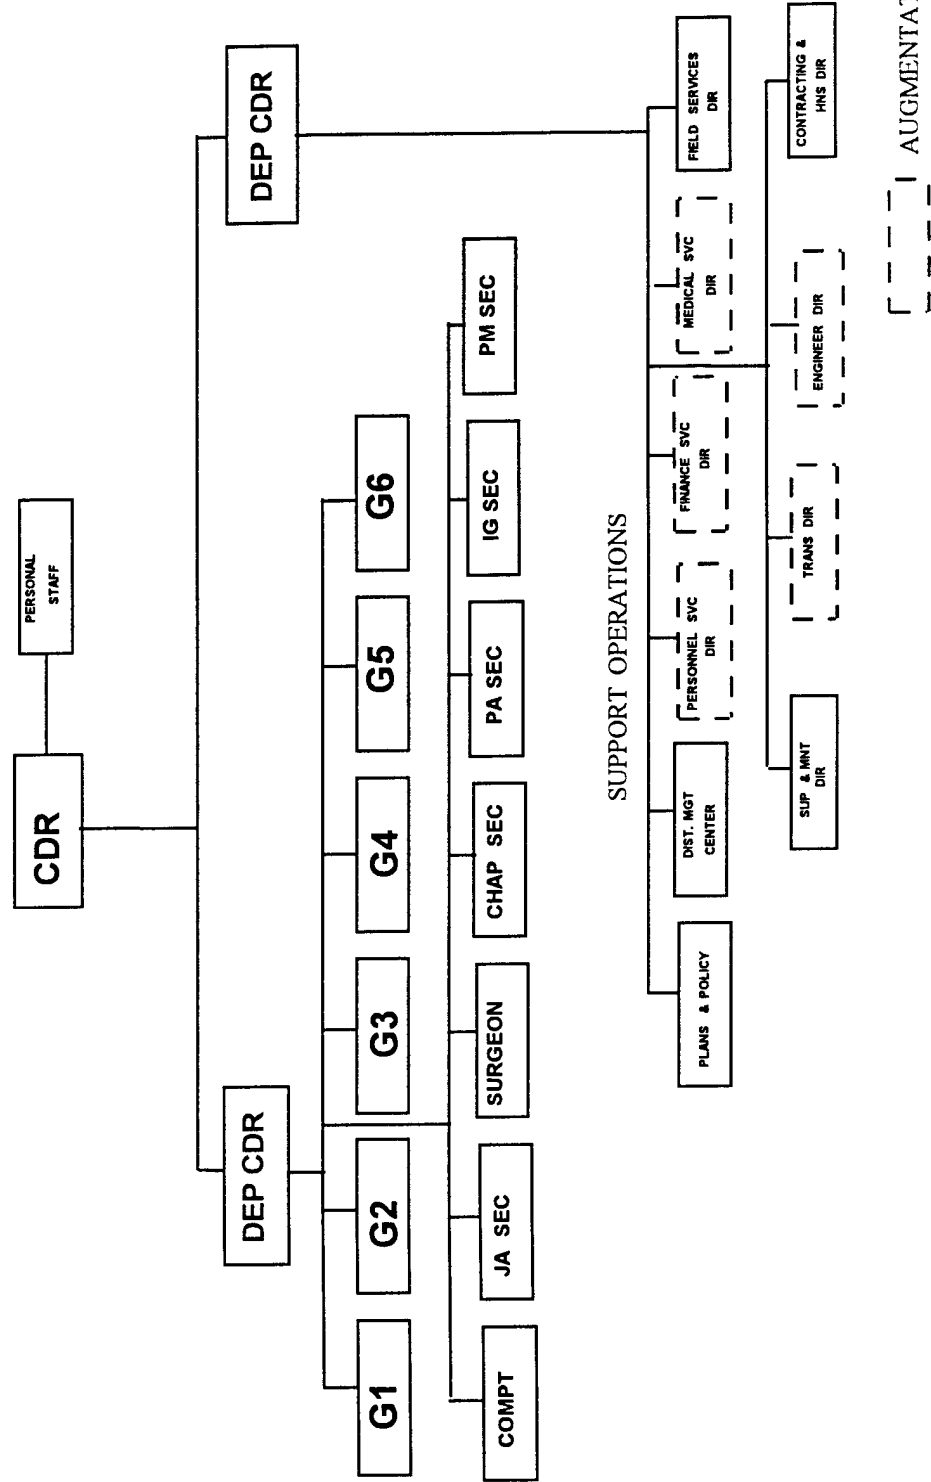 CDR
PERSONAL
STAFF
DEP CDR
DEP CDR
G1
G2
G3
G4
G5
G6
COMPT
JA SEC
SURGEON
CHAP SEC
PA SEC
IG SEC
PM SEC
SUPPORT OPERATIONS
PLANS & POLICY
DIST. MGT
CENTER
PERSONNEL SVC
DIR
FINANCE SVC
DIR
MEDICAL SVC
DIR
FIELD SERVICES
DIR
SUP & MNT
DIR
TRANS DIR
ENGINEER DIR
CONTRACTING &
HNS DIR